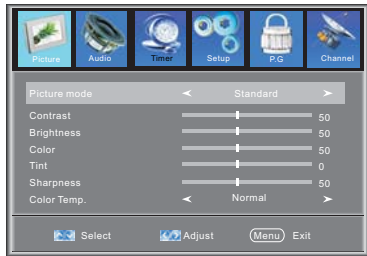 Picture Audio Timer Setup P.G Channel
Picture mode Standard
Contrast 50
Brightness 50
Color 50
Tint 0
Sharpness 50
Color Temp. Normal
Select Adjust Menu Exit